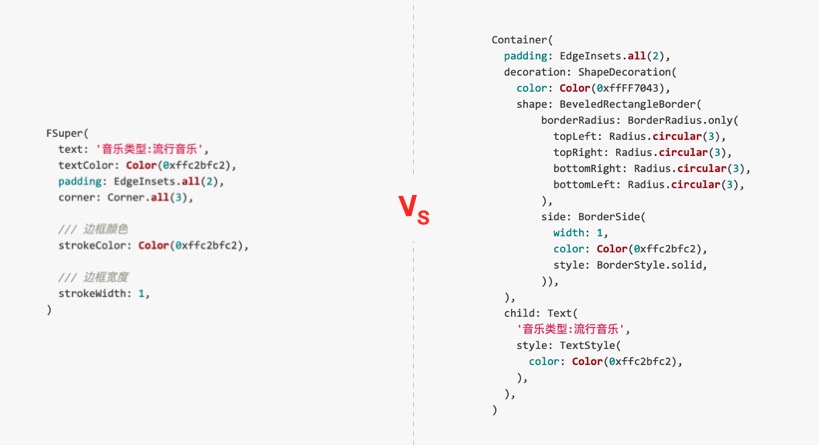 FSuper(
  text: '音乐类型:流行音乐',
  textColor: Color(0xffc2bfc2),
  padding: EdgeInsets.all(2),
  corner: Corner.all(3),

  /// 边框颜色
  strokeColor: Color(0xffc2bfc2),

  /// 边框宽度
  strokeWidth: 1,
)
VS
Container(
  padding: EdgeInsets.all(2),
  decoration: ShapeDecoration(
    color: Color(0xffFF7043),
    shape: BeveledRectangleBorder(
        borderRadius: BorderRadius.only(
          topLeft: Radius.circular(3),
          topRight: Radius.circular(3),
          bottomRight: Radius.circular(3),
          bottomLeft: Radius.circular(3),
        ),
        side: BorderSide(
          width: 1,
          color: Color(0xffc2bfc2),
          style: BorderStyle.solid,
        )),
  ),
  child: Text(
    '音乐类型:流行音乐',
    style: TextStyle(
      color: Color(0xffc2bfc2),
    ),
  ),
)